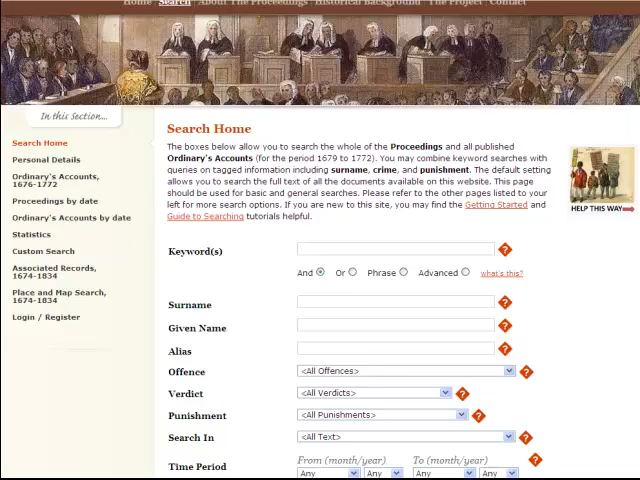 Home | Search | About The Proceedings | Historical Background | The Project | Contact
In this Section...
Search Home
Personal Details
Ordinary's Accounts,
1676-1772
Proceedings by date
Ordinary's Accounts by date
Statistics
Custom Search
Associated Records,
1674-1834
Place and Map Search,
1674-1834
Login / Register
Search Home
The boxes below allow you to search the whole of the Proceedings and all published
Ordinary's Accounts (for the period 1679 to 1772). You may combine keyword searches with
queries on tagged information including surname, crime, and punishment. The default setting
allows you to search the full text of all the documents available on this website. This page
should be used for basic and general searches. Please refer to the other pages listed to your
left for more search options. If you are new to this site, you may find the Getting Started and
Guide to Searching tutorials helpful.
HELP THIS WAY
Keyword(s) ?
And Or Phrase Advanced what's this?
Surname ?
Given Name ?
Alias ?
Offence <All Offences> ?
Verdict <All Verdicts> ?
Punishment <All Punishments> ?
Search In <All Text> ?
Time Period From (month/year) To (month/year) ?
Any Any Any Any